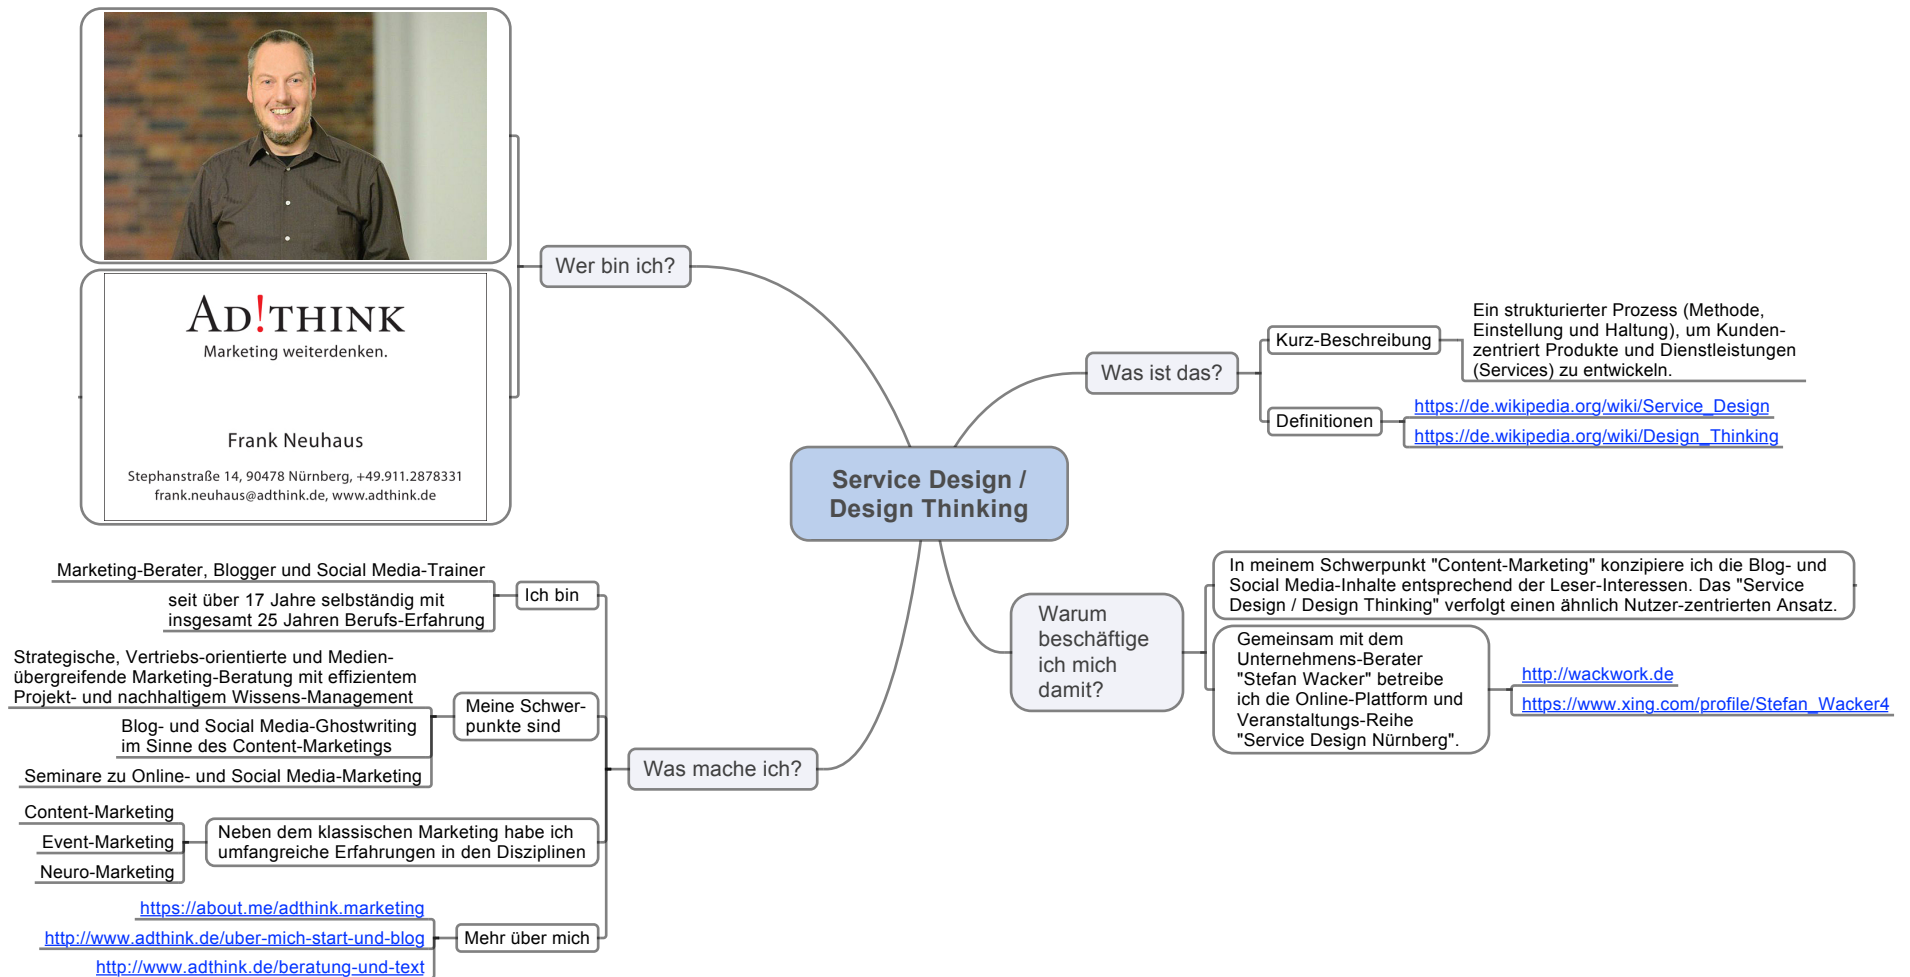 Wer bin ich?
AD!THINK
Marketing weiterdenken.
Frank Neuhaus
Stephanstraße 14, 90478 Nürnberg, +49.911.2878331
frank.neuhaus@adthink.de, www.adthink.de
Service Design /
Design Thinking
Was ist das?
Kurz-Beschreibung
Ein strukturierter Prozess (Methode,
Einstellung und Haltung), um Kunden-
zentriert Produkte und Dienstleistungen
(Services) zu entwickeln.
Definitionen
https://de.wikipedia.org/wiki/Service_Design
https://de.wikipedia.org/wiki/Design_Thinking
Warum
beschäftige
ich mich
damit?
In meinem Schwerpunkt "Content-Marketing" konzipiere ich die Blog- und
Social Media-Inhalte entsprechend der Leser-Interessen. Das "Service
Design / Design Thinking" verfolgt einen ähnlich Nutzer-zentrierten Ansatz.
Gemeinsam mit dem
Unternehmens-Berater
"Stefan Wacker" betreibe
ich die Online-Plattform und
Veranstaltungs-Reihe
"Service Design Nürnberg".
http://wackwork.de
https://www.xing.com/profile/Stefan_Wacker4
Was mache ich?
Ich bin
Marketing-Berater, Blogger und Social Media-Trainer
seit über 17 Jahre selbständig mit
insgesamt 25 Jahren Berufs-Erfahrung
Meine Schwer-
punkte sind
Strategische, Vertriebs-orientierte und Medien-
übergreifende Marketing-Beratung mit effizientem
Projekt- und nachhaltigem Wissens-Management
Blog- und Social Media-Ghostwriting
im Sinne des Content-Marketings
Seminare zu Online- und Social Media-Marketing
Neben dem klassischen Marketing habe ich
umfangreiche Erfahrungen in den Disziplinen
Content-Marketing
Event-Marketing
Neuro-Marketing
Mehr über mich
https://about.me/adthink.marketing
http://www.adthink.de/uber-mich-start-und-blog
http://www.adthink.de/beratung-und-text